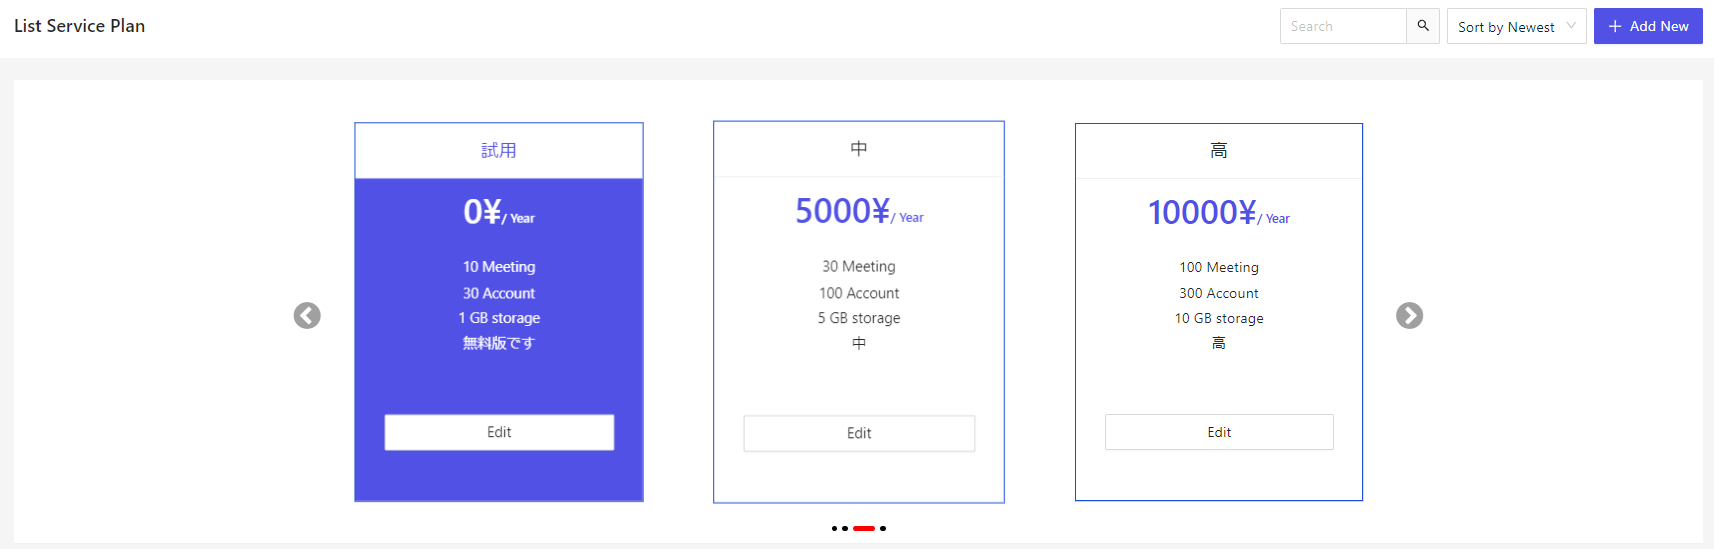 List Service Plan
Search
Sort by Newest
Add New
試用
0¥/ Year
10 Meeting
30 Account
1 GB storage
無料版です
Edit
中
5000¥/ Year
30 Meeting
100 Account
5 GB storage
中
Edit
高
10000¥/ Year
100 Meeting
300 Account
10 GB storage
高
Edit